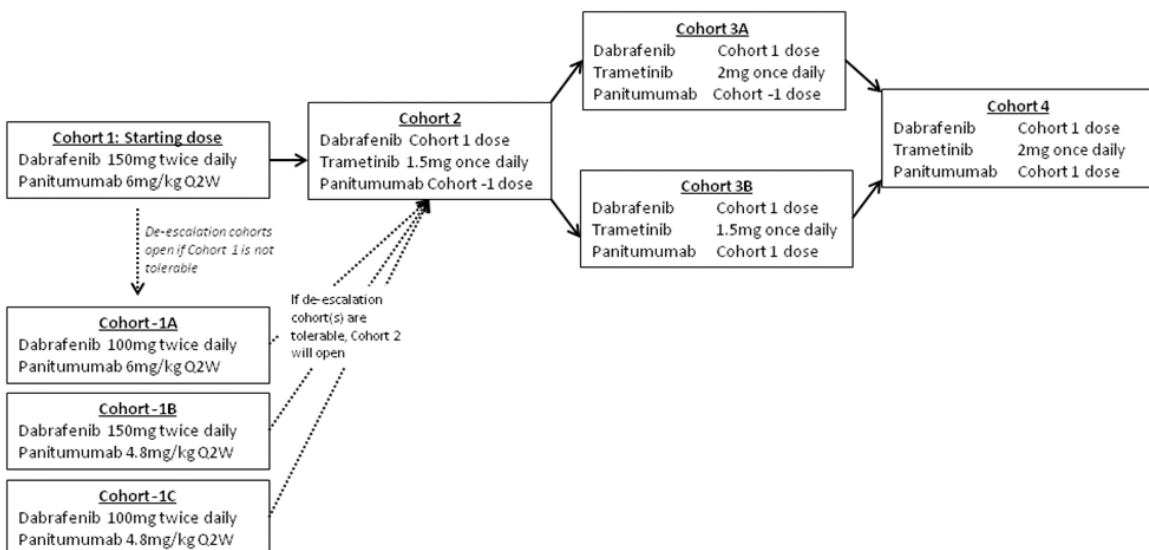 Cohort 1: Starting dose
Dabrafenib 150mg twice daily
Panitumumab 6mg/kg Q2W
De-escalation cohorts
open if Cohort 1 is not
tolerable
Cohort -1A
Dabrafenib 100mg twice daily
Panitumumab 6mg/kg Q2W
Cohort -1B
Dabrafenib 150mg twice daily
Panitumumab 4.8mg/kg Q2W
Cohort -1C
Dabrafenib 100mg twice daily
Panitumumab 4.8mg/kg Q2W
If de-escalation
cohort(s) are
tolerable, Cohort 2
will open
Cohort 2
Dabrafenib Cohort 1 dose
Trametinib 1.5mg once daily
Panitumumab Cohort -1 dose
Cohort 3A
Dabrafenib Cohort 1 dose
Trametinib 2mg once daily
Panitumumab Cohort -1 dose
Cohort 3B
Dabrafenib Cohort 1 dose
Trametinib 1.5mg once daily
Panitumumab Cohort 1 dose
Cohort 4
Dabrafenib Cohort 1 dose
Trametinib 2mg once daily
Panitumumab Cohort 1 dose